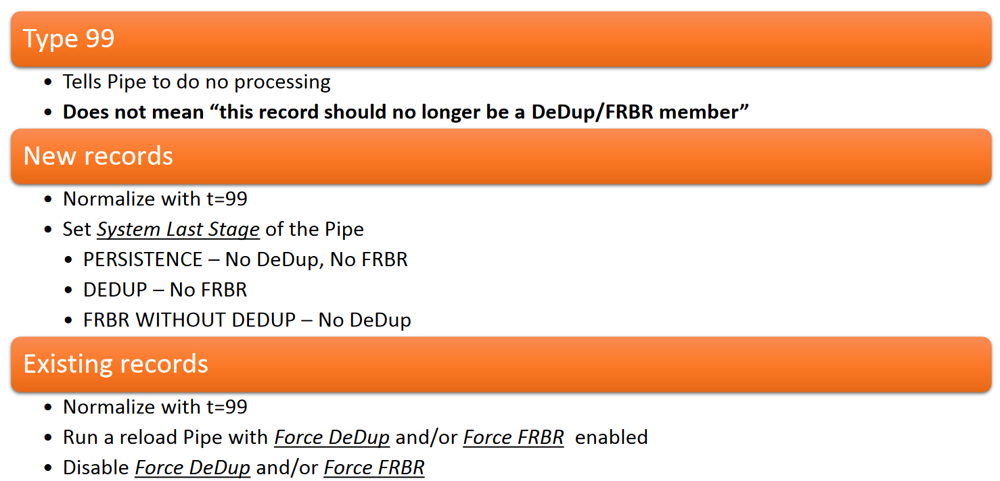 Type 99
• Tells Pipe to do no processing
• Does not mean “this record should no longer be a DeDup/FRBR member”
New records
• Normalize with t=99
• Set System Last Stage of the Pipe
• PERSISTENCE – No DeDup, No FRBR
• DEDUP – No FRBR
• FRBR WITHOUT DEDUP – No DeDup
Existing records
• Normalize with t=99
• Run a reload Pipe with Force DeDup and/or Force FRBR enabled
• Disable Force DeDup and/or Force FRBR